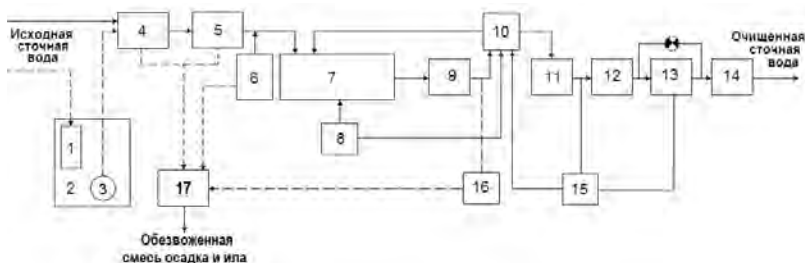 Исходная
сточная
вода
Очищенная
сточная
вода
4
5
10
6
7
9
11
12
13
14
8
1
2
3
17
16
15
Обезвоженная
смесь осадка и ила